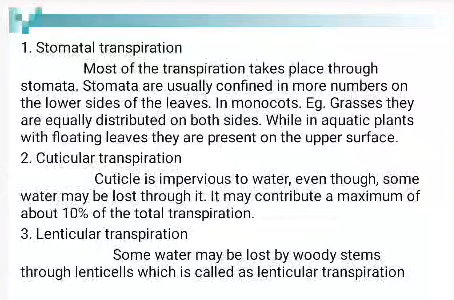 1. Stomatal transpiration
Most of the transpiration takes place through
stomata. Stomata are usually confined in more numbers on
the lower sides of the leaves. In monocots. Eg. Grasses they
are equally distributed on both sides. While in aquatic plants
with floating leaves they are present on the upper surface.
2. Cuticular transpiration
Cuticle is impervious to water, even though, some
water may be lost through it. It may contribute a maximum of
about 10% of the total transpiration.
3. Lenticular transpiration
Some water may be lost by woody stems
through lenticells which is called as lenticular transpiration